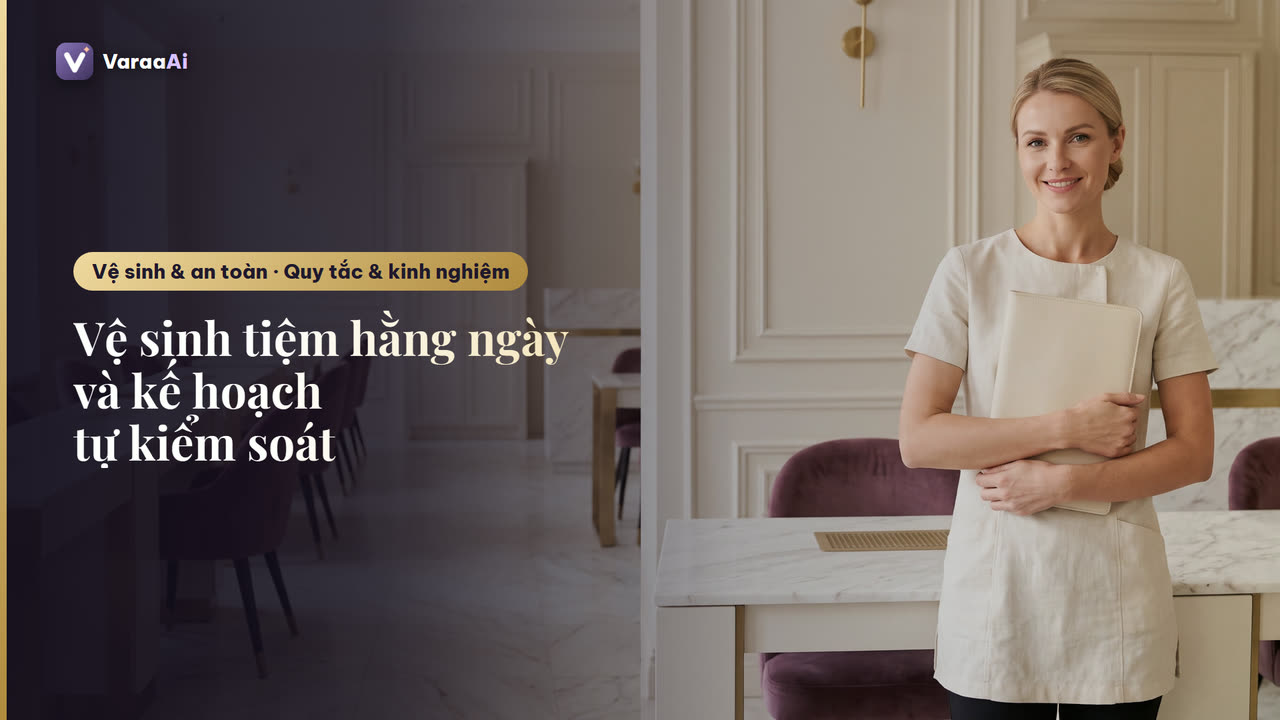 VaraaAi
Vệ sinh & an toàn · Quy tắc & kinh nghiệm
Vệ sinh tiệm hằng ngày
và kế hoạch
tự kiểm soát